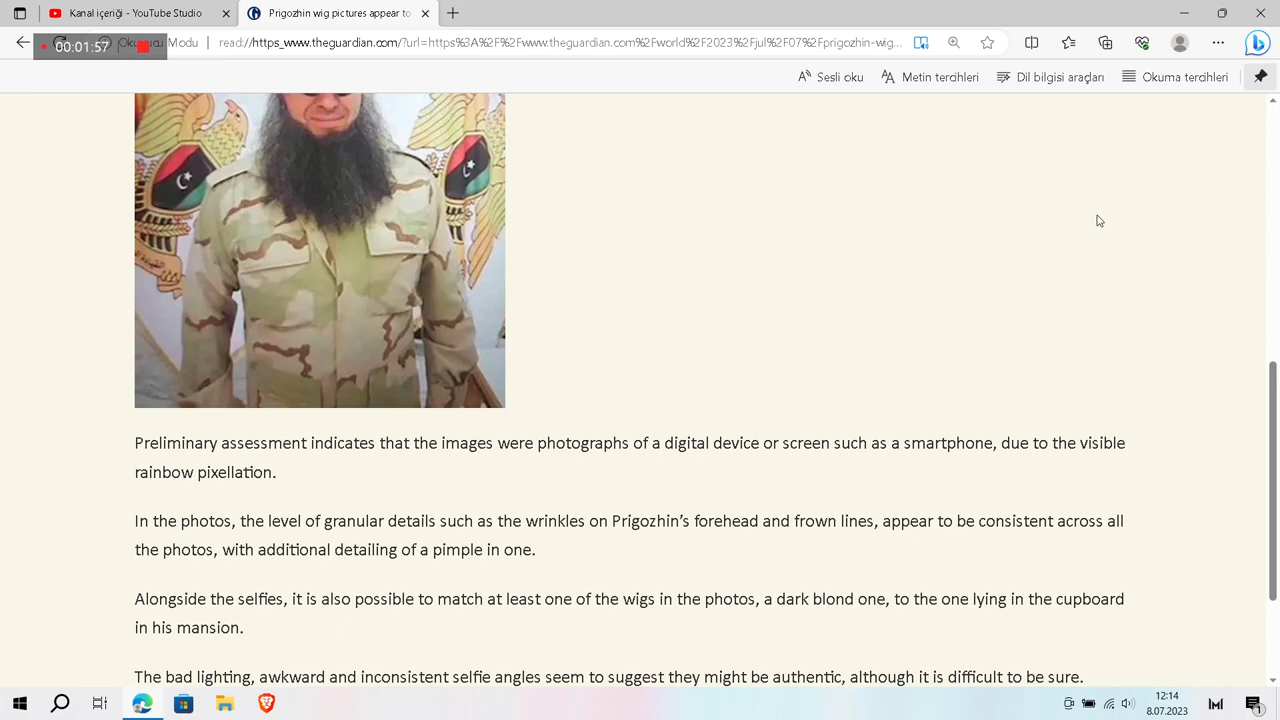 Kanal içeriği - YouTube Studio
Prigozhin wig pictures appear to
00:01:57
Modu
read://https_www.theguardian.com/?url=https%3A%2F%2Fwww.theguardian.com%2Fworld%2F2023%2Fjul%2F07%2Fprigozhin-wig...
Sesli oku
Metin tercihleri
Dil bilgisi araçları
Okuma tercihleri
Preliminary assessment indicates that the images were photographs of a digital device or screen such as a smartphone, due to the visible
rainbow pixellation.
In the photos, the level of granular details such as the wrinkles on Prigozhin’s forehead and frown lines, appear to be consistent across all
the photos, with additional detailing of a pimple in one.
Alongside the selfies, it is also possible to match at least one of the wigs in the photos, a dark blond one, to the one lying in the cupboard
in his mansion.
The bad lighting, awkward and inconsistent selfie angles seem to suggest they might be authentic, although it is difficult to be sure.
12:14
8.07.2023
1